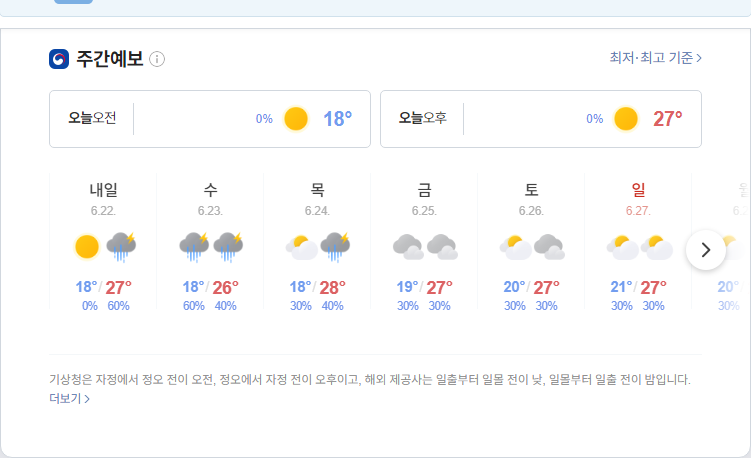 주간예보
최저·최고 기준
오늘오전 0% 18°
오늘오후 0% 27°
내일
6.22.
18°/27°
0% 60%
수
6.23.
18°/26°
60% 40%
목
6.24.
18°/28°
30% 40%
금
6.25.
19°/27°
30% 30%
토
6.26.
20°/27°
30% 30%
일
6.27.
21°/27°
30% 30%
20°
30%
기상청은 자정에서 정오 전이 오전, 정오에서 자정 전이 오후이고, 해외 제공사는 일출부터 일몰 전이 낮, 일몰부터 일출 전이 밤입니다.
더보기